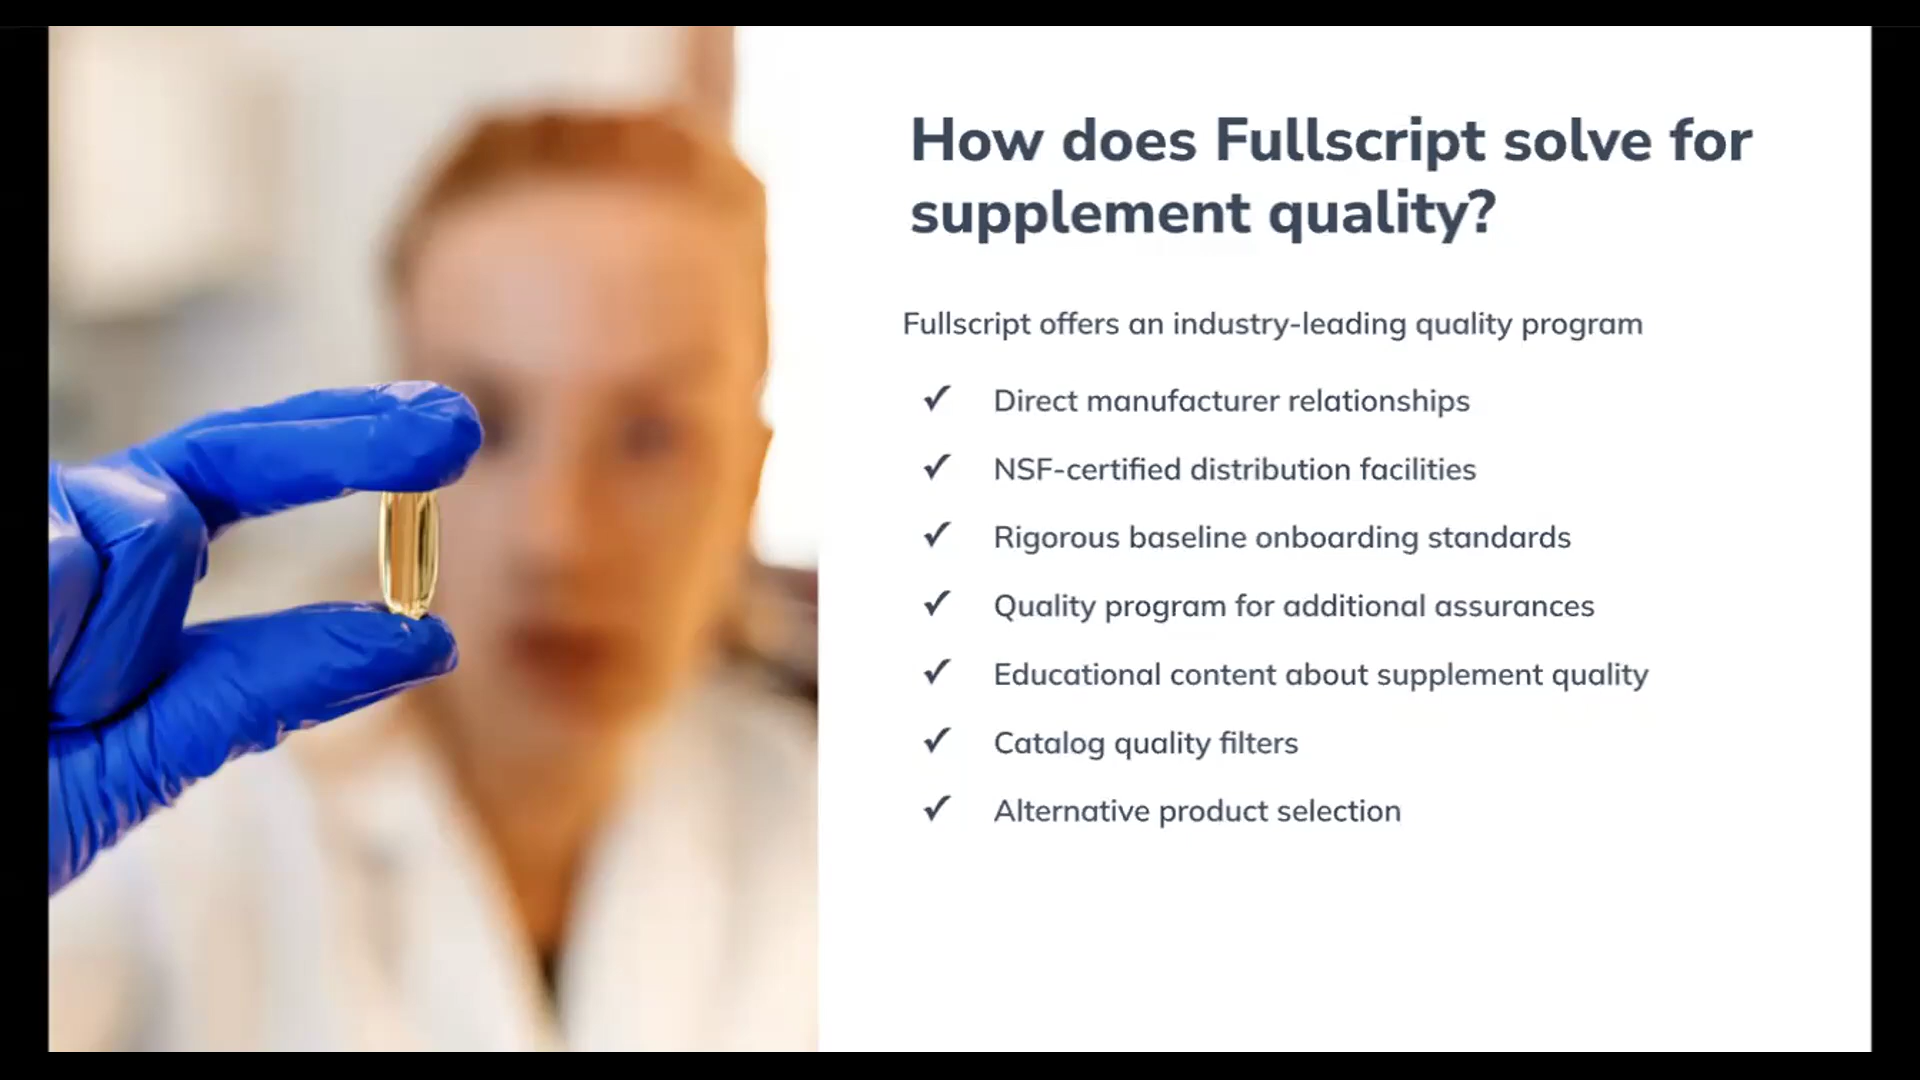 How does Fullscript solve for
supplement quality?
Fullscript offers an industry-leading quality program
✓ Direct manufacturer relationships
✓ NSF-certified distribution facilities
✓ Rigorous baseline onboarding standards
✓ Quality program for additional assurances
✓ Educational content about supplement quality
✓ Catalog quality filters
✓ Alternative product selection